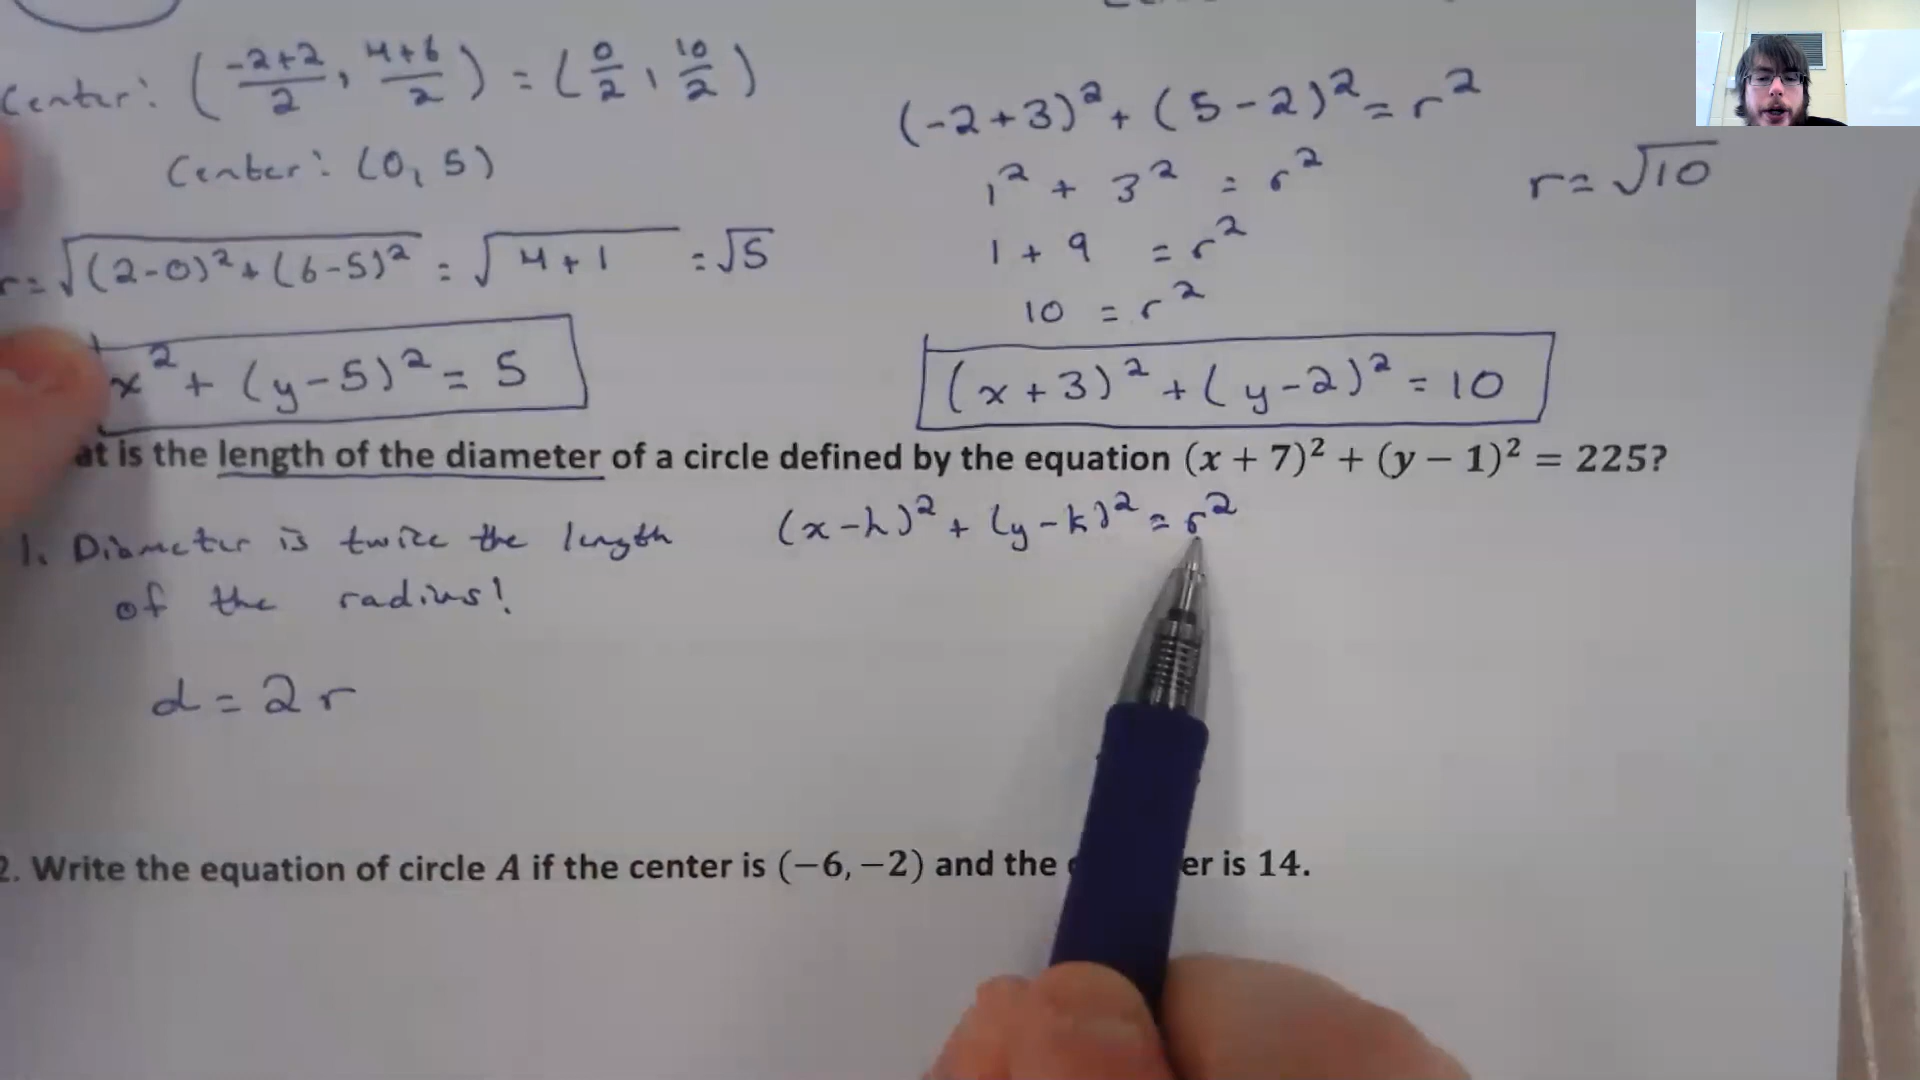 Center: (-2+2/2, 4+6/2) = (0/2, 10/2)
Center: (0, 5)
r = √(2-0)²+(6-5)² = √4+1 = √5
x² + (y-5)² = 5
(-2+3)² + (5-2)² = r²
1² + 3² = r²
1 + 9 = r²
10 = r²
r = √10
(x+3)² + (y-2)² = 10
at is the length of the diameter of a circle defined by the equation (x + 7)² + (y − 1)² = 225?
1. Diameter is twice the length
of the radius!
d = 2r
(x-h)² + (y-k)² = r²
2. Write the equation of circle A if the center is (−6, −2) and the er is 14.